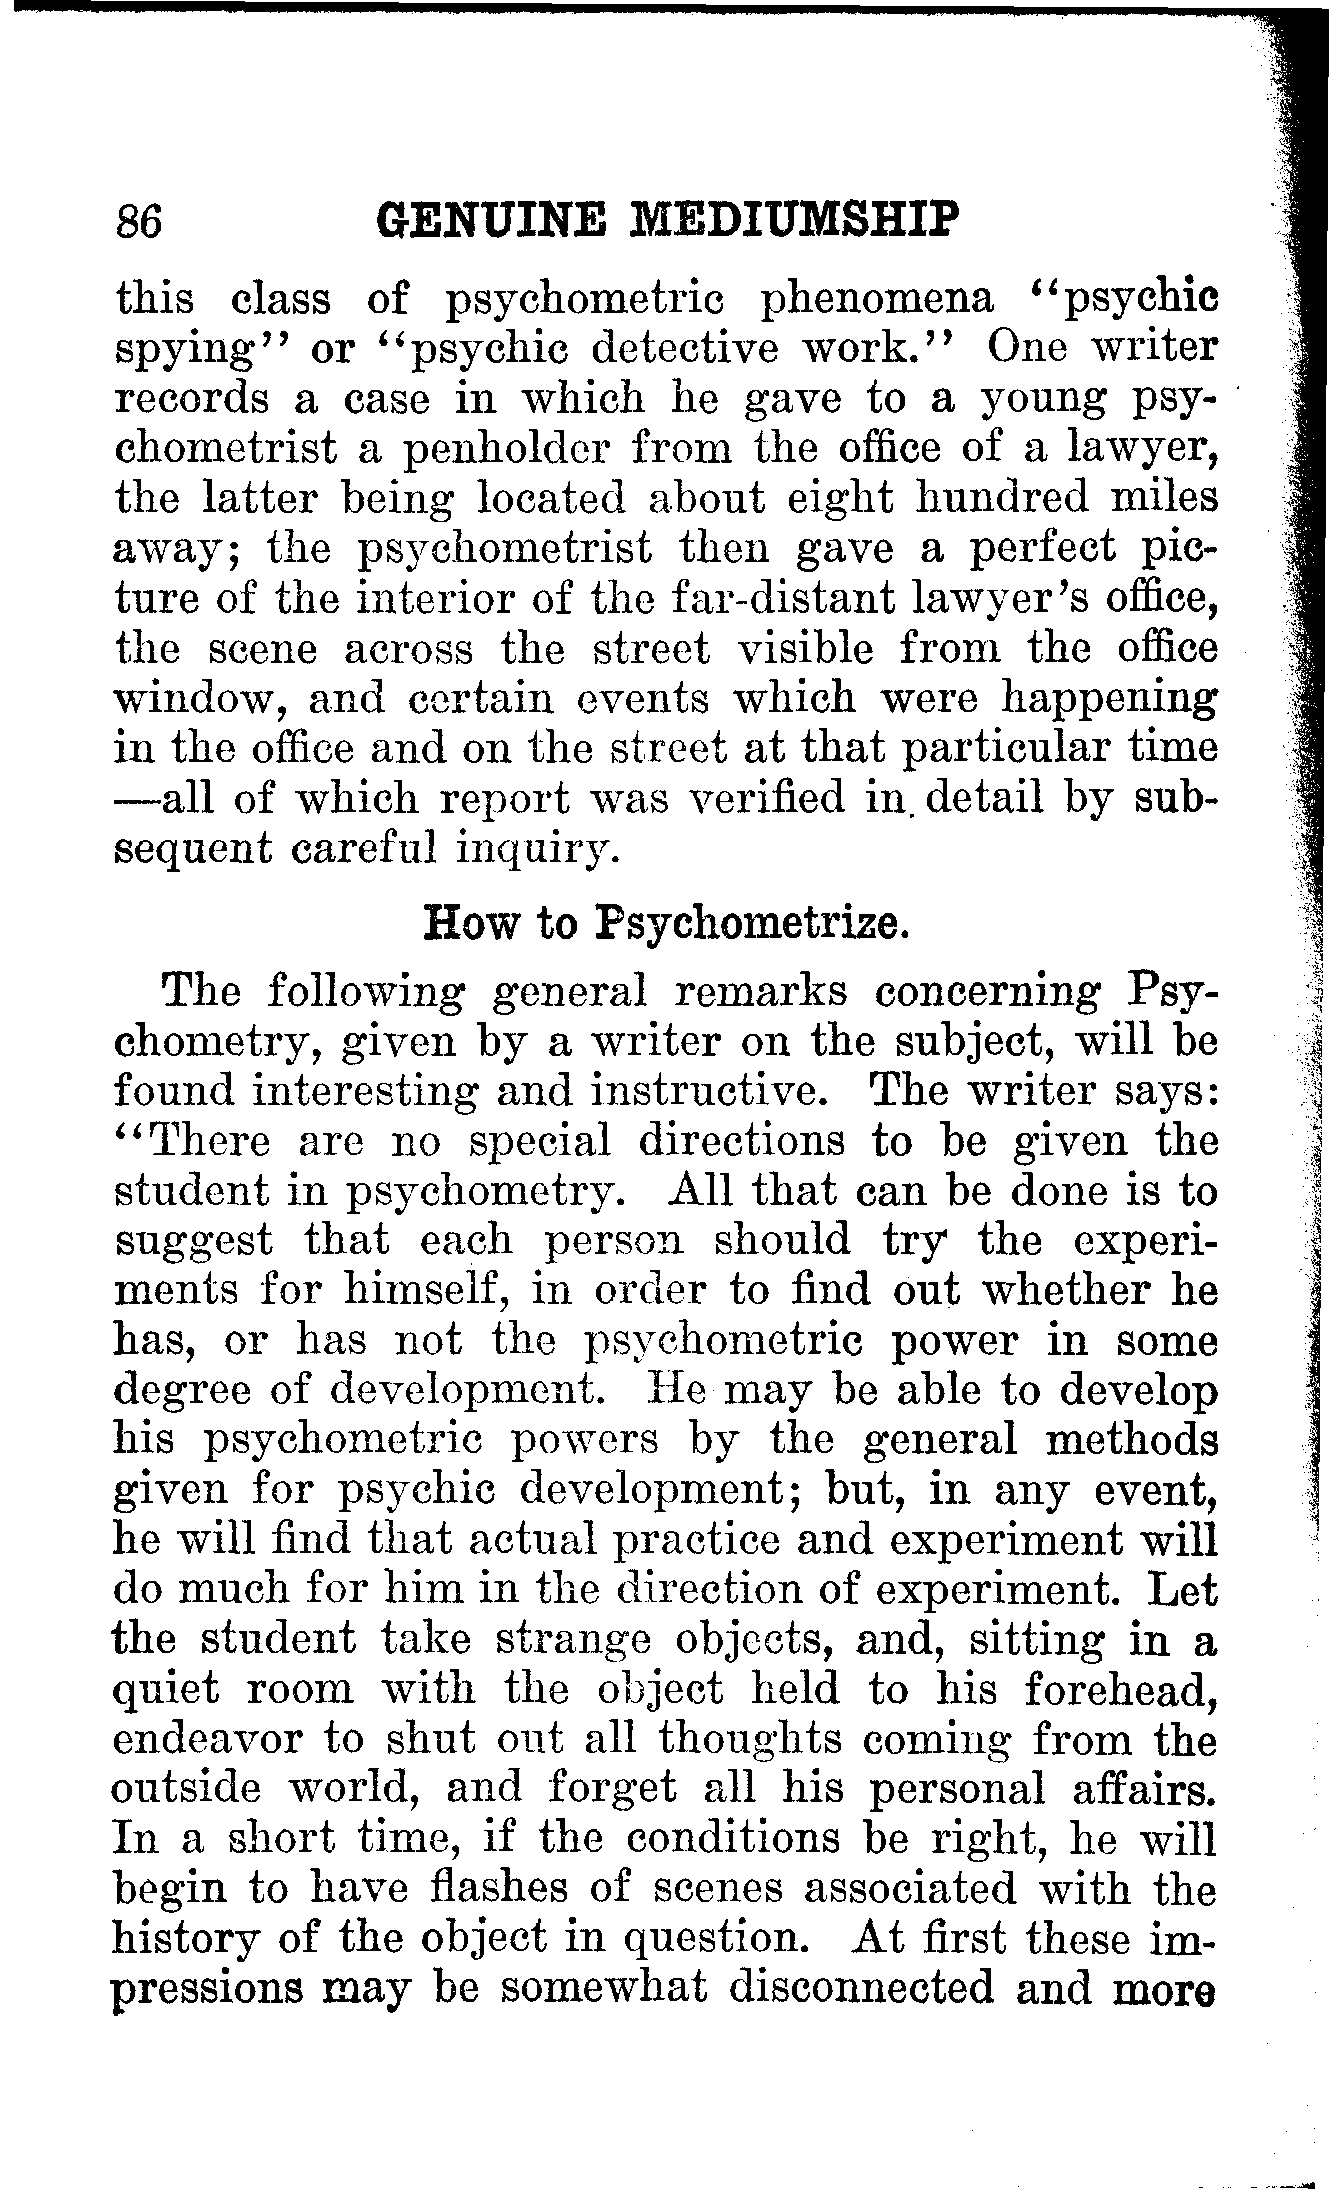 86 GENUINE MEDIUMSHIP
this class of psychometric phenomena “psychic
spying” or “psychic detective work.” One writer
records a case in which he gave to a young psy-
chometrist a penholder from the office of a lawyer,
the latter being located about eight hundred miles
away; the psychometrist then gave a perfect pic-
ture of the interior of the far-distant lawyer's office,
the scene across the street visible from the office
window, and certain events which were happening
in the office and on the street at that particular time
—all of which report was verified in detail by sub-
sequent careful inquiry.
How to Psychometrize.
The following general remarks concerning Psy-
chometry, given by a writer on the subject, will be
found interesting and instructive. The writer says:
“There are no special directions to be given the
student in psychometry. All that can be done is to
suggest that each person should try the experi-
ments for himself, in order to find out whether he
has, or has not the psychometric power in some
degree of development. He may be able to develop
his psychometric powers by the general methods
given for psychic development; but, in any event,
he will find that actual practice and experiment will
do much for him in the direction of experiment. Let
the student take strange objects, and, sitting in a
quiet room with the object held to his forehead,
endeavor to shut out all thoughts coming from the
outside world, and forget all his personal affairs.
In a short time, if the conditions be right, he will
begin to have flashes of scenes associated with the
history of the object in question. At first these im-
pressions may be somewhat disconnected and more